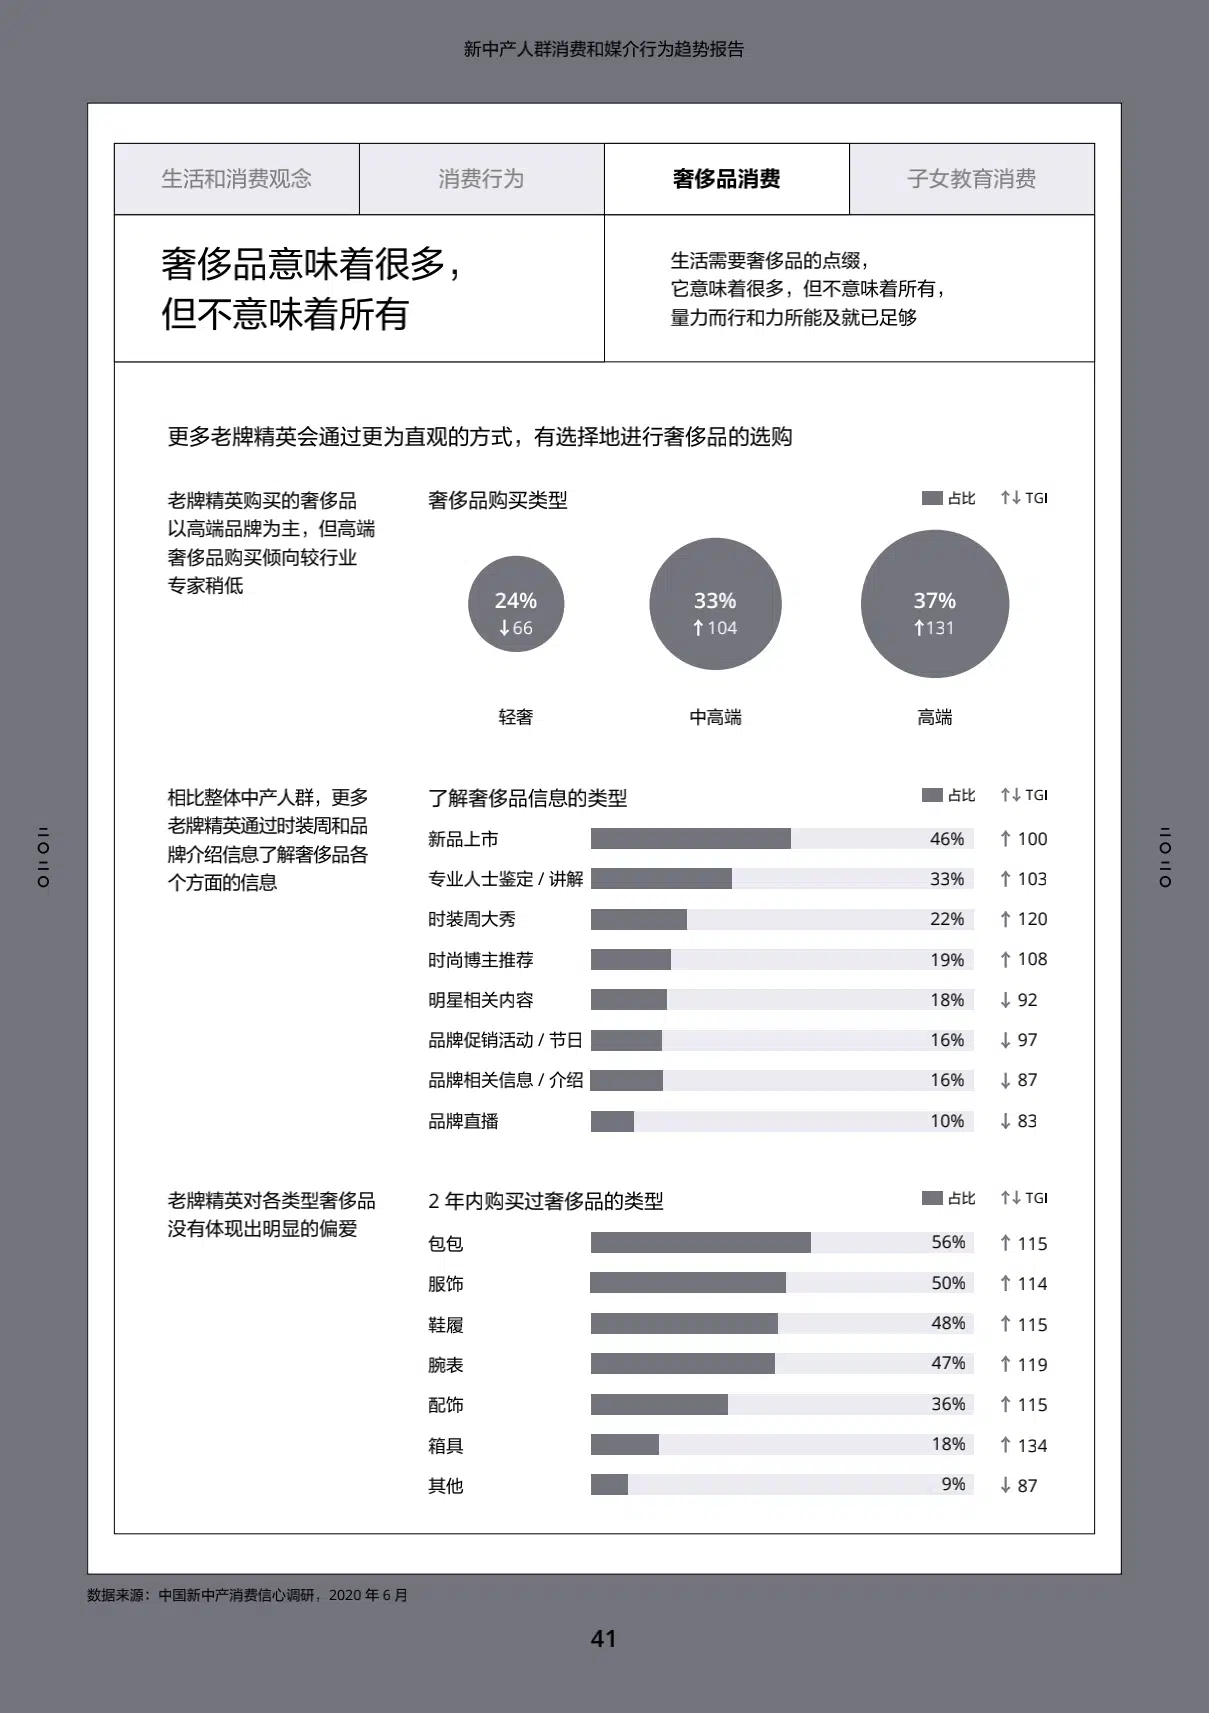 新中产人群消费和媒介行为趋势报告
生活和消费观念
消费行为
奢侈品消费
子女教育消费
奢侈品意味着很多，
但不意味着所有
生活需要奢侈品的点缀，
它意味着很多，但不意味着所有，
量力而行和力所能及就已足够
更多老牌精英会通过更为直观的方式，有选择地进行奢侈品的选购
老牌精英购买的奢侈品
以高端品牌为主，但高端
奢侈品购买倾向较行业
专家稍低
奢侈品购买类型
占比 ↑↓TGI
24%
↓66
轻奢
33%
↑104
中高端
37%
↑131
高端
相比整体中产人群，更多
老牌精英通过时装周和品
牌介绍信息了解奢侈品各
个方面的信息
了解奢侈品信息的类型
占比 ↑↓TGI
新品上市 46% ↑ 100
专业人士鉴定 / 讲解 33% ↑ 103
时装周大秀 22% ↑ 120
时尚博主推荐 19% ↑ 108
明星相关内容 18% ↓ 92
品牌促销活动 / 节日 16% ↓ 97
品牌相关信息 / 介绍 16% ↓ 87
品牌直播 10% ↓ 83
老牌精英对各类型奢侈品
没有体现出明显的偏爱
2 年内购买过奢侈品的类型
占比 ↑↓TGI
包包 56% ↑ 115
服饰 50% ↑ 114
鞋履 48% ↑ 115
腕表 47% ↑ 119
配饰 36% ↑ 115
箱具 18% ↑ 134
其他 9% ↓ 87
二〇二〇
二〇二〇
数据来源：中国新中产消费信心调研，2020 年 6 月
41